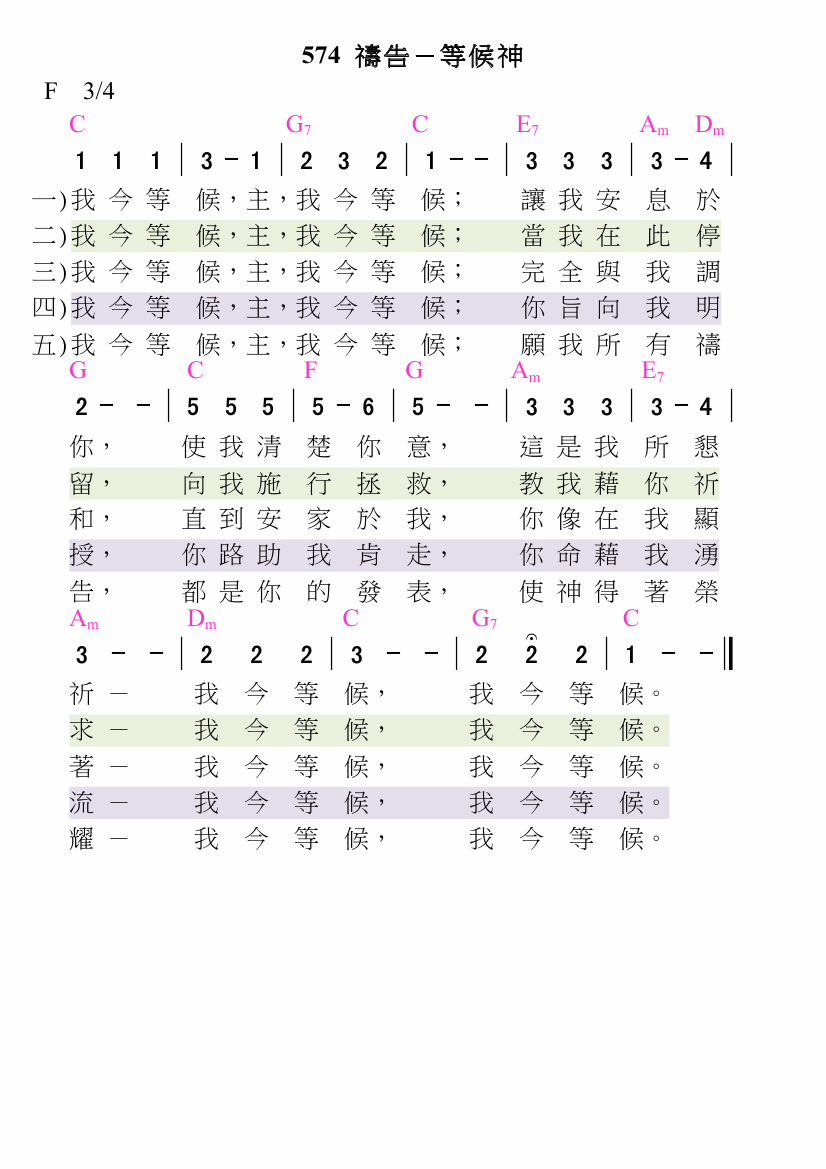 574 禱告－等候神
F 3/4
C G7 C E7 Am Dm
1 1 1 | 3 - 1 | 2 3 2 | 1 - - | 3 3 3 | 3 - 4 |
一)我今等 候，主，我今等 候； 讓我安 息 於
二)我今等 候，主，我今等 候； 當我在 此 停
三)我今等 候，主，我今等 候； 完全與 我 調
四)我今等 候，主，我今等 候； 你旨向 我 明
五)我今等 候，主，我今等 候； 願我所 有 禱
G C F G Am E7
2 - - | 5 5 5 | 5 - 6 | 5 - - | 3 3 3 | 3 - 4 |
你， 使我清 楚 你 意， 這是我 所 懇
留， 向我施 行 拯 救， 教我藉 你 祈
和， 直到安 家 於 我， 你像在 我 顯
授， 你路助 我 肯 走， 你命藉 我 湧
告， 都是你 的 發 表， 使神得 著 榮
Am Dm C G7 C
3 - - | 2 2 2 | 3 - - | 2 2 2 | 1 - - ‖
祈 － 我 今 等 候， 我 今 等 候。
求 － 我 今 等 候， 我 今 等 候。
著 － 我 今 等 候， 我 今 等 候。
流 － 我 今 等 候， 我 今 等 候。
耀 － 我 今 等 候， 我 今 等 候。